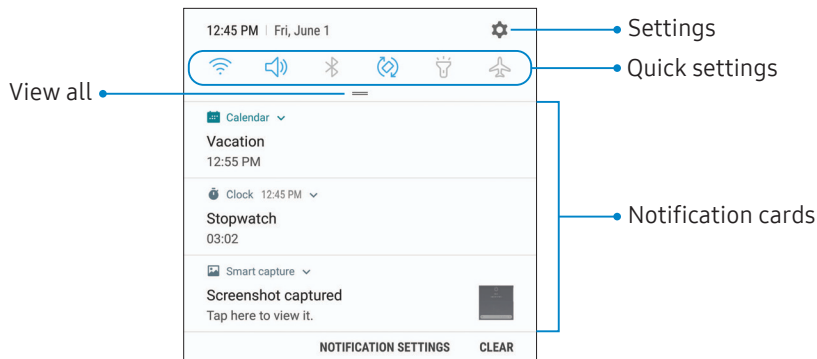 12:45 PM | Fri, June 1
Settings
Quick settings
View all
Calendar
Vacation
12:55 PM
Clock 12:45 PM
Stopwatch
03:02
Notification cards
Smart capture
Screenshot captured
Tap here to view it.
NOTIFICATION SETTINGS CLEAR